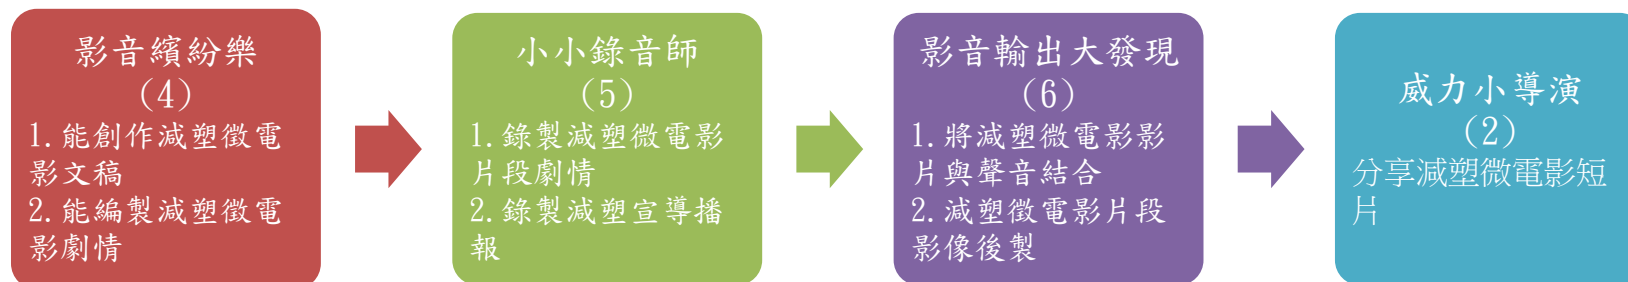 影音繽紛樂
(4)
1.能創作減塑徵電
影文稿
2.能編製減塑徵電
影劇情
小小錄音師
(5)
1.錄製減塑微電影
片段劇情
2.錄製減塑宣導播
報
影音輸出大發現
(6)
1.將減塑微電影影
片與聲音結合
2.減塑徵電影片段
影像後製
威力小導演
(2)
分享減塑微電影短
片